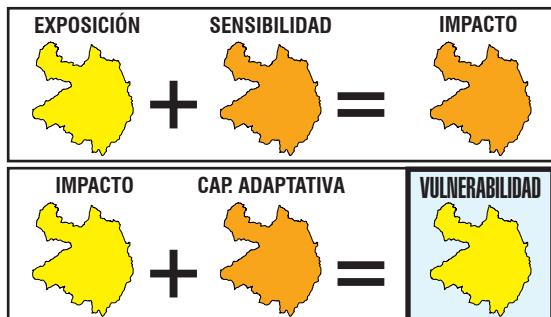 EXPOSICIÓN + SENSIBILIDAD = IMPACTO
IMPACTO + CAP. ADAPTATIVA = VULNERABILIDAD